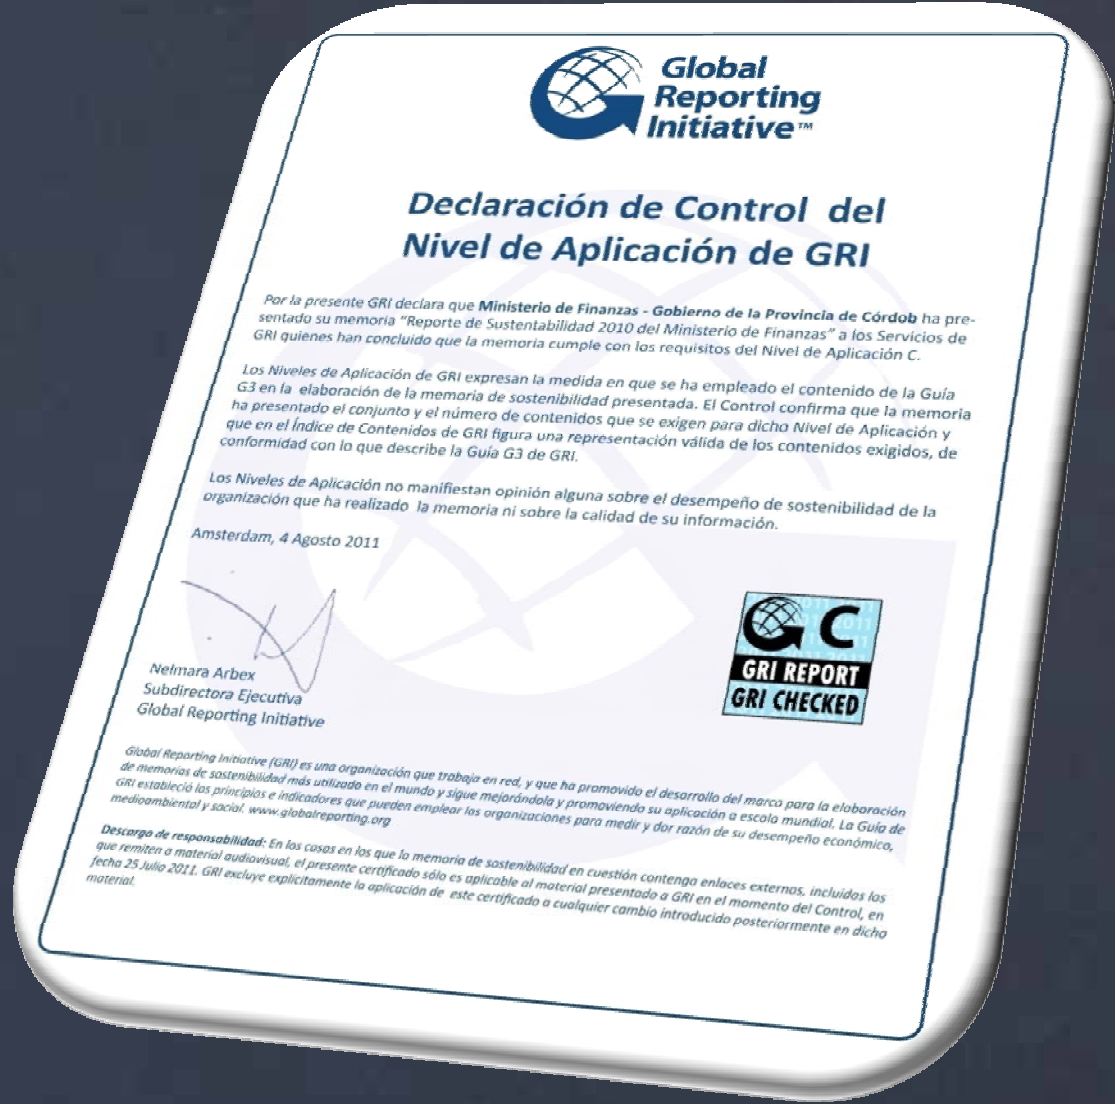 Global
Reporting
Initiative™
Declaración de Control del
Nivel de Aplicación de GRI
Por la presente GRI declara que Ministerio de Finanzas - Gobierno de la Provincia de Córdob ha pre-
sentado su memoria “Reporte de Sustentabilidad 2010 del Ministerio de Finanzas” a los Servicios de
GRI quienes han concluido que la memoria cumple con los requisitos del Nivel de Aplicación C.
Los Niveles de Aplicación de GRI expresan la medida en que se ha empleado el contenido de la Guía
G3 en la elaboración de la memoria de sostenibilidad presentada. El Control confirma que la memoria
ha presentado el conjunto y el número de contenidos que se exigen para dicho Nivel de Aplicación y
que en el Índice de Contenidos de GRI figura una representación válida de los contenidos exigidos, de
conformidad con lo que describe la Guía G3 de GRI.
Los Niveles de Aplicación no manifiestan opinión alguna sobre el desempeño de sostenibilidad de la
organización que ha realizado la memoria ni sobre la calidad de su información.
Amsterdam, 4 Agosto 2011
Nelmara Arbex
Subdirectora Ejecutiva
Global Reporting Initiative
C
GRI REPORT
GRI CHECKED
Global Reporting Initiative (GRI) es una organización que trabaja en red, y que ha promovido el desarrollo del marco para la elaboración
de memorias de sostenibilidad más utilizado en el mundo y sigue mejorándola y promoviendo su aplicación a escala mundial. La Guía de
GRI estableció los principios e indicadores que pueden emplear las organizaciones para medir y dar razón de su desempeño económico,
medioambiental y social. www.globalreporting.org
Descarga de responsabilidad: En los casos en los que la memoria de sostenibilidad en cuestión contenga enlaces externos, incluidos los
que remiten a material audiovisual, el presente certificado sólo es aplicable al material presentado a GRI en el momento del Control, en
fecha 25 Julio 2011. GRI excluye explícitamente la aplicación de este certificado a cualquier cambio introducido posteriormente en dicho
material.